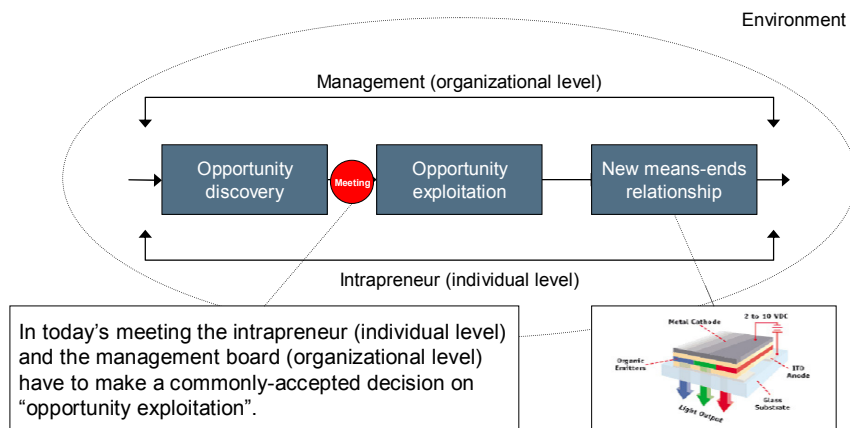 Environment
Management (organizational level)
Opportunity
discovery
Meeting
Opportunity
exploitation
New means-ends
relationship
Intrapreneur (individual level)
In today’s meeting the intrapreneur (individual level)
and the management board (organizational level)
have to make a commonly-accepted decision on
“opportunity exploitation”.
Metal Cathode
2 to 10 VDC
Organic
Emitters
ITO
Anode
Light Output
Glass
Substrate